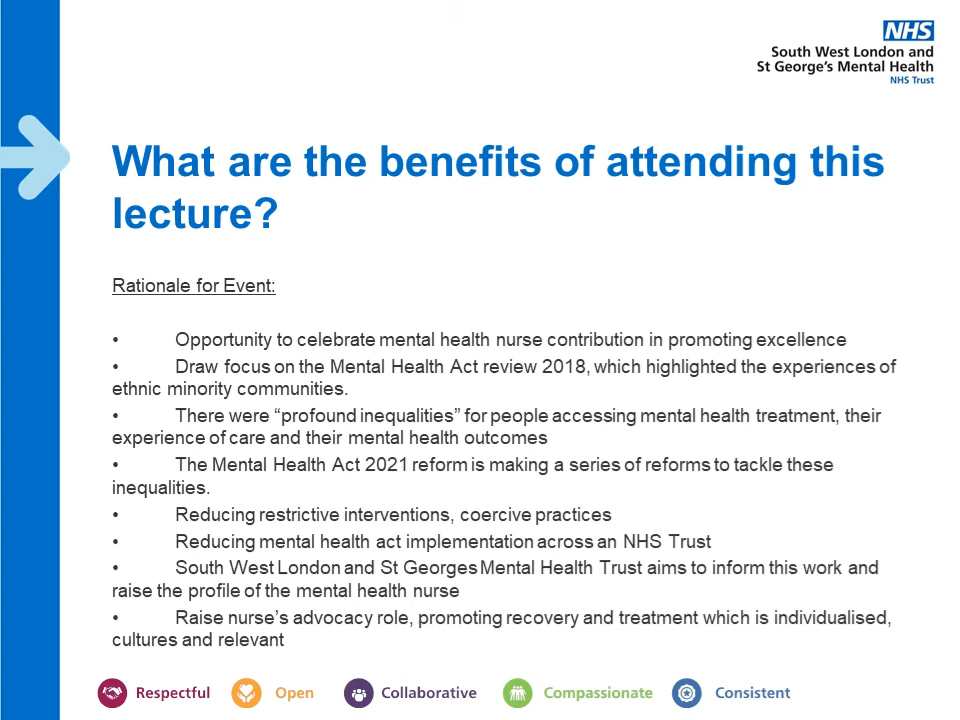 NHS
South West London and
St George's Mental Health
NHS Trust
What are the benefits of attending this
lecture?
Rationale for Event:
• Opportunity to celebrate mental health nurse contribution in promoting excellence
• Draw focus on the Mental Health Act review 2018, which highlighted the experiences of
ethnic minority communities.
• There were “profound inequalities” for people accessing mental health treatment, their
experience of care and their mental health outcomes
• The Mental Health Act 2021 reform is making a series of reforms to tackle these
inequalities.
• Reducing restrictive interventions, coercive practices
• Reducing mental health act implementation across an NHS Trust
• South West London and St Georges Mental Health Trust aims to inform this work and
raise the profile of the mental health nurse
• Raise nurse’s advocacy role, promoting recovery and treatment which is individualised,
cultures and relevant
Respectful Open Collaborative Compassionate Consistent